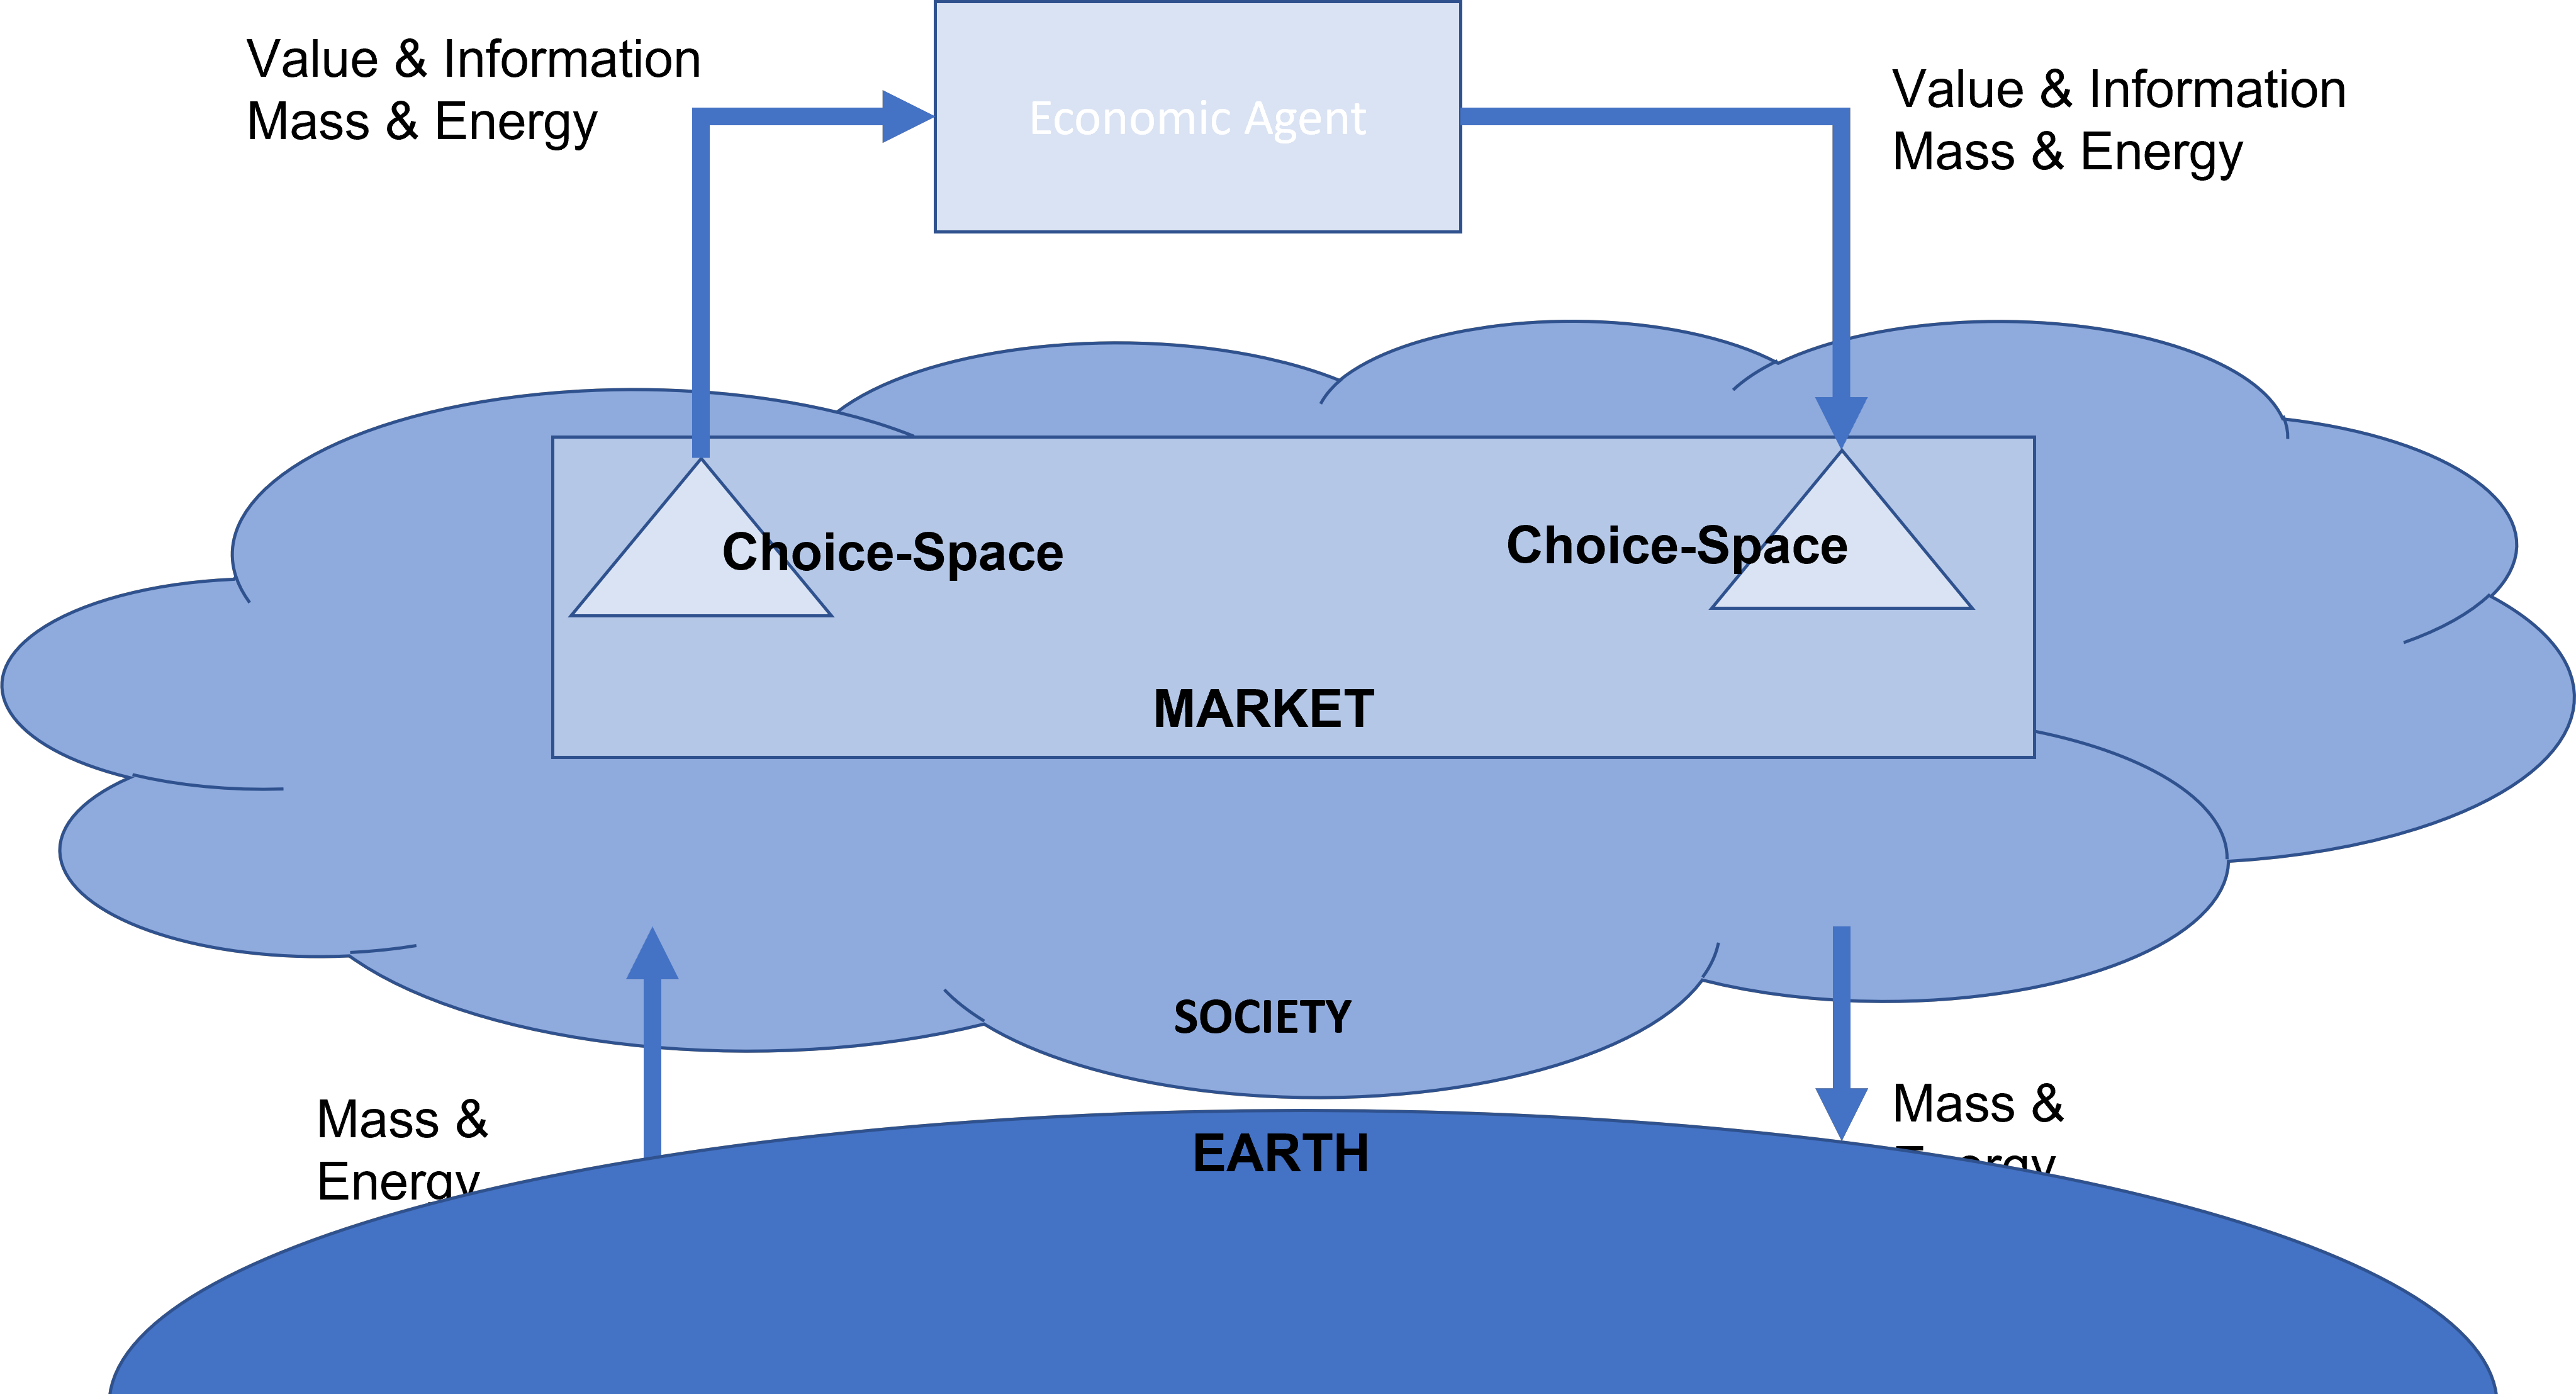 Value & Information
Mass & Energy
Economic Agent
Value & Information
Mass & Energy
Choice-Space
Choice-Space
MARKET
SOCIETY
Mass &
Energy
Mass &
Energy
EARTH